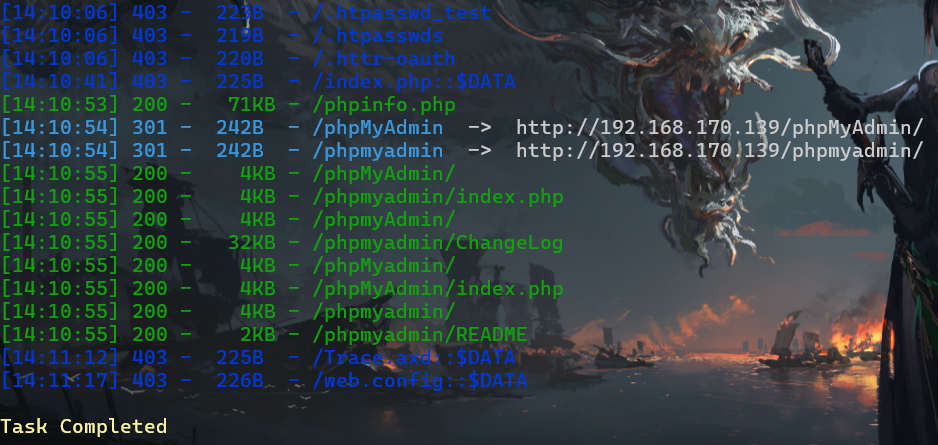 [14:10:06] 403 - 223B - /.htpasswd_test
[14:10:06] 403 - 219B - /.htpasswds
[14:10:06] 403 - 220B - /.httr-oauth
[14:10:41] 403 - 225B - /index.php::$DATA
[14:10:53] 200 - 71KB - /phpinfo.php
[14:10:54] 301 - 242B - /phpMyAdmin -> http://192.168.170.139/phpMyAdmin/
[14:10:54] 301 - 242B - /phpmyadmin -> http://192.168.170.139/phpmyadmin/
[14:10:55] 200 - 4KB - /phpMyAdmin/
[14:10:55] 200 - 4KB - /phpmyadmin/index.php
[14:10:55] 200 - 4KB - /phpmyAdmin/
[14:10:55] 200 - 32KB - /phpmyadmin/ChangeLog
[14:10:55] 200 - 4KB - /phpMyadmin/
[14:10:55] 200 - 4KB - /phpMyAdmin/index.php
[14:10:55] 200 - 4KB - /phpmyadmin/
[14:10:55] 200 - 2KB - /phpmyadmin/README
[14:11:12] 403 - 225B - /Trace.axd::$DATA
[14:11:17] 403 - 226B - /web.config::$DATA
Task Completed